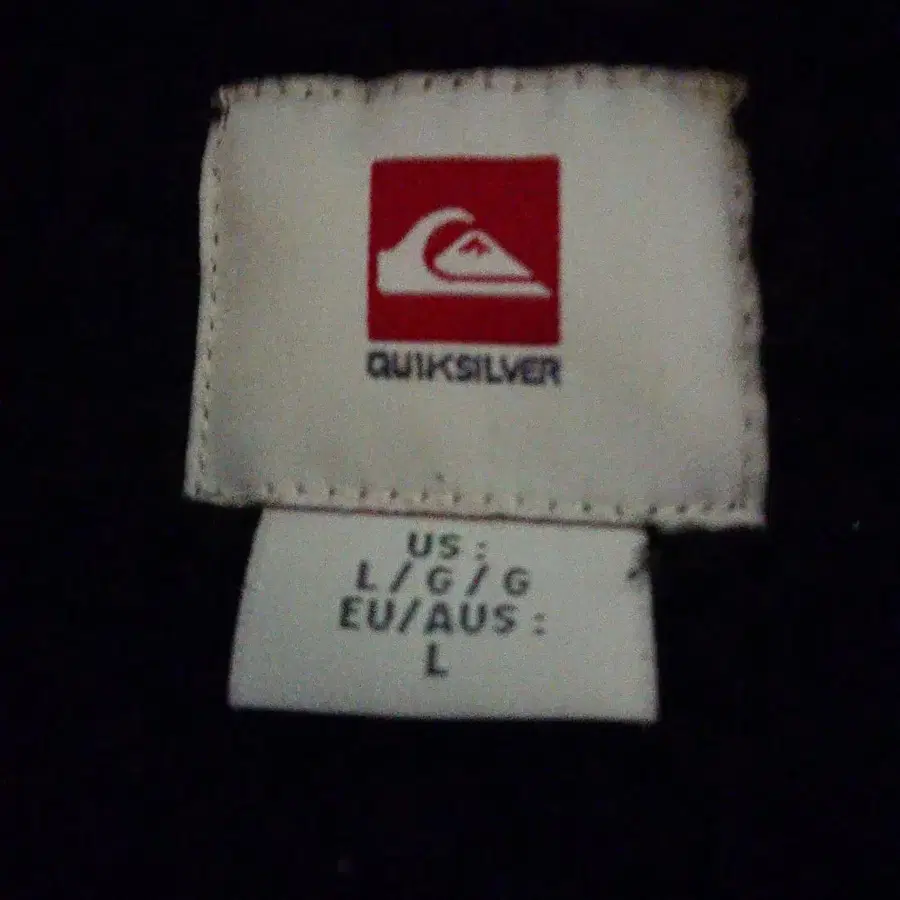 QUIKSILVER
US :
L / G / G
EU/AUS :
L